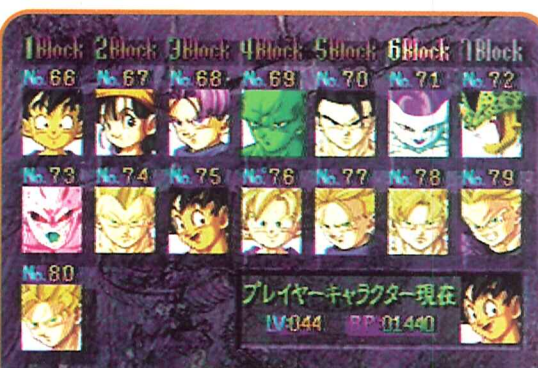 1Block 2Block 3Block 4Block 5Block 6Block 7Block
No.66 No.67 No.68 No.69 No.70 No.71 No.72
No.73 No.74 No.75 No.76 No.77 No.78 No.79
No.80
プレイヤーキャラクター現在
LV:044 BP:01440